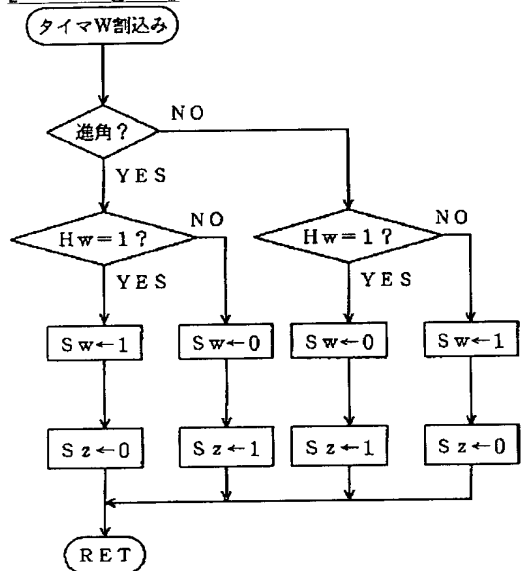 タイマW割込み
NO
進角?
YES
NO
NO
Hw=1?
Hw=1?
YES
YES
Sw←1
Sw←0
Sw←0
Sw←1
Sz←0
Sz←1
Sz←1
Sz←0
RET